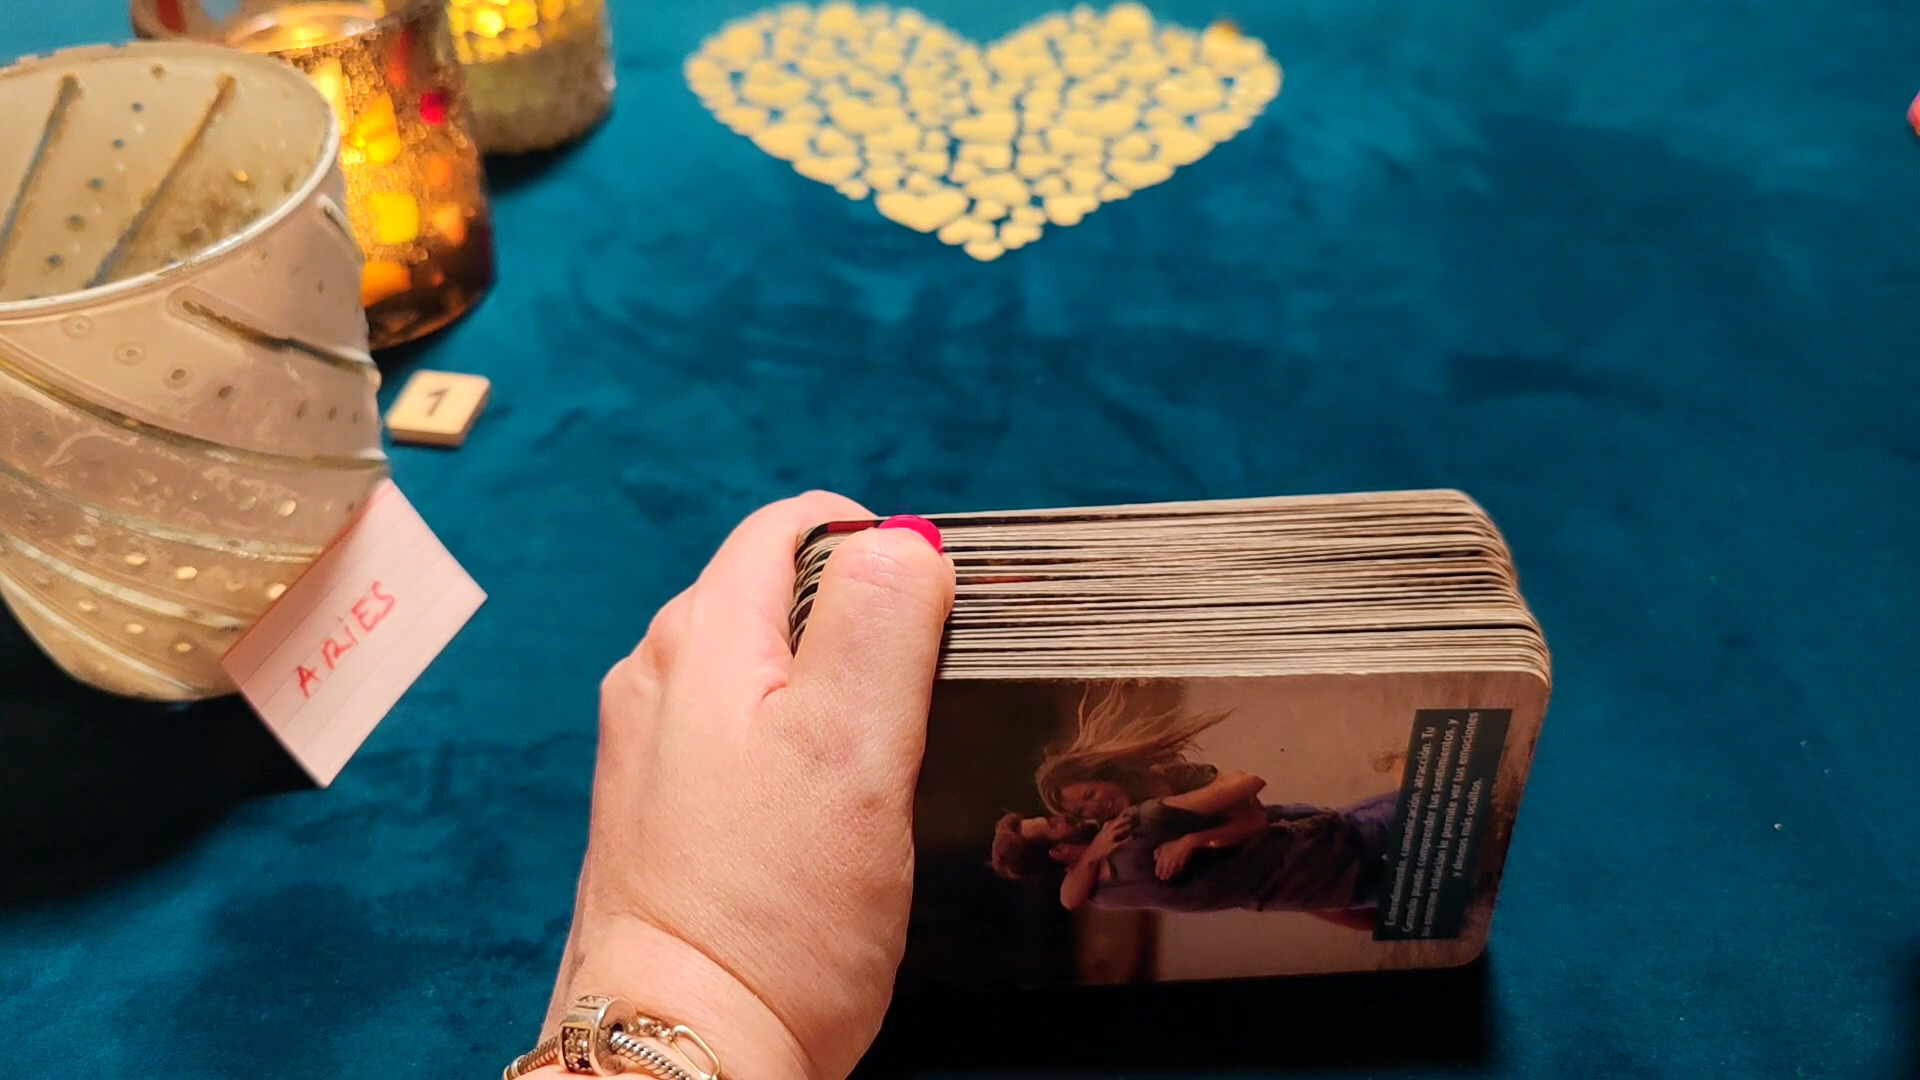 1
ARiES
Entendimiento, comunicación, atracción. Tu
puede comprender tus sentimientos, y
su enorme intuición le permite ver tus emociones
y deseos más ocultos.